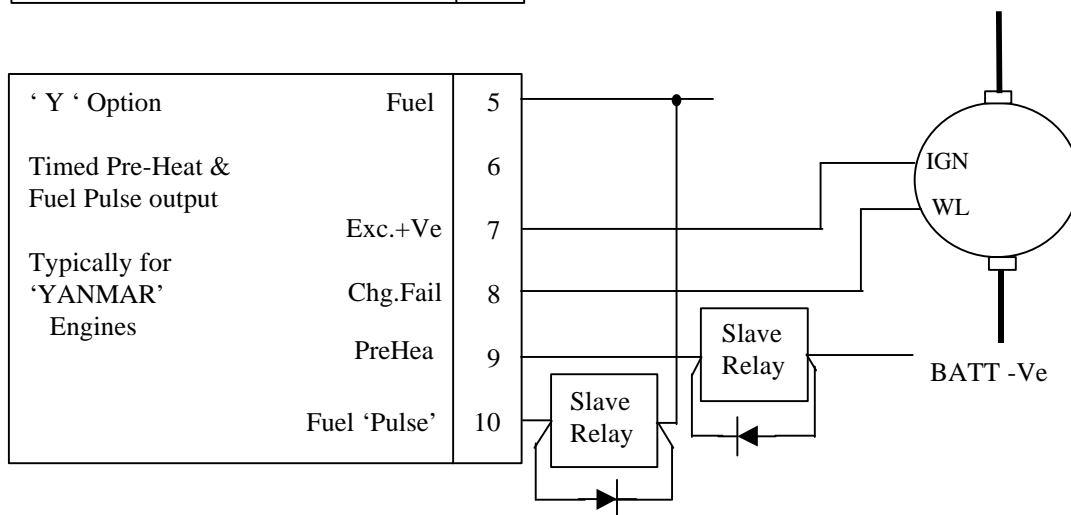 ‘ Y ‘ Option Fuel 5
Timed Pre-Heat & 6
Fuel Pulse output
Exc.+Ve 7
Typically for
‘YANMAR’ Chg.Fail 8
Engines
PreHea 9
Fuel ‘Pulse’ 10
IGN
WL
Slave
Relay
BATT -Ve
Slave
Relay